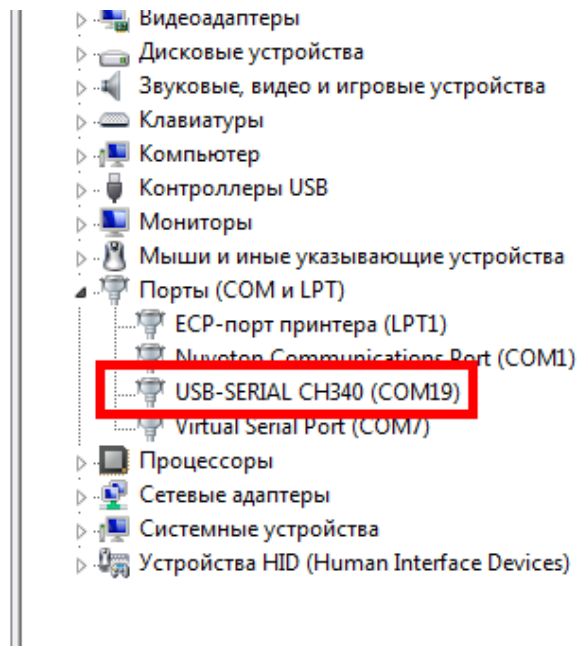 Видеоадаптеры
Дисковые устройства
Звуковые, видео и игровые устройства
Клавиатуры
Компьютер
Контроллеры USB
Мониторы
Мыши и иные указывающие устройства
Порты (COM и LPT)
ECP-порт принтера (LPT1)
Nuvoton Communications Port (COM1)
USB-SERIAL CH340 (COM19)
Virtual Serial Port (COM7)
Процессоры
Сетевые адаптеры
Системные устройства
Устройства HID (Human Interface Devices)